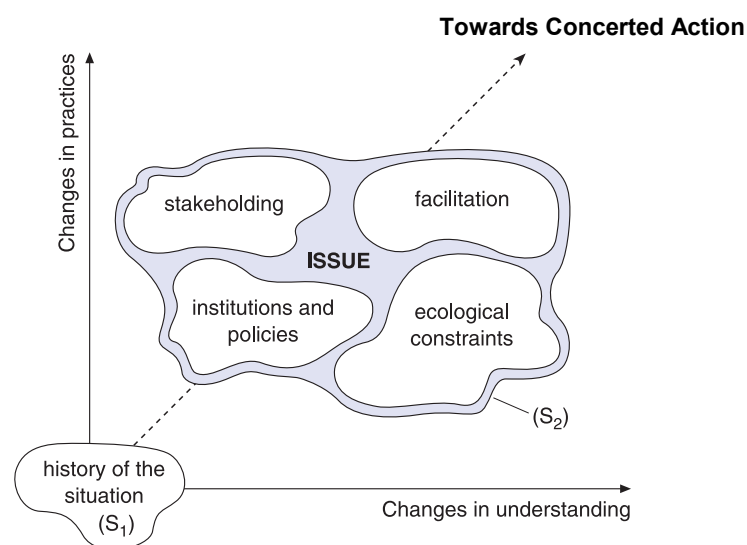 Towards Concerted Action
Changes in practices
stakeholding
facilitation
ISSUE
institutions and
policies
ecological
constraints
(S₂)
history of the
situation
(S₁)
Changes in understanding